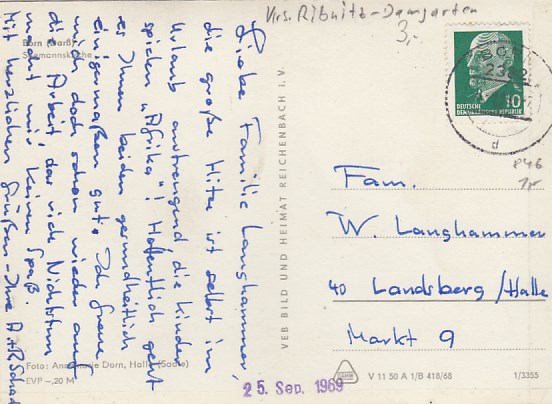 Krs. Ribnitz-Damgarten
3,-
Born (Darß)
Seemannskirche
Liebe Familie Langhammer,
die große Hitze ist selbst im
Urlaub anstrengend die Kinder
spielen "Afrika"! Hoffentlich geht
es Ihnen beiden gesundheitlich
einigermaßen gut. Ich freue
mich doch schon wieder auf
die Arbeit, das viele Nichtstun
macht mir keinen Spaß
Mit herzlichen Grüßen – Ihre
Foto: Annemarie Dorn, Halle (Saale)
EVP –,20 M
VEB BILD UND HEIMAT REICHENBACH I. V.
10
DEUTSCHE
DEMOKRATISCHE REPUBLIK
d
Fam.
W. Langhammer
40 Landsberg/Halle
Markt 9
25. Sep. 1969
V 11 50 A 1/B 418/68
1/3355